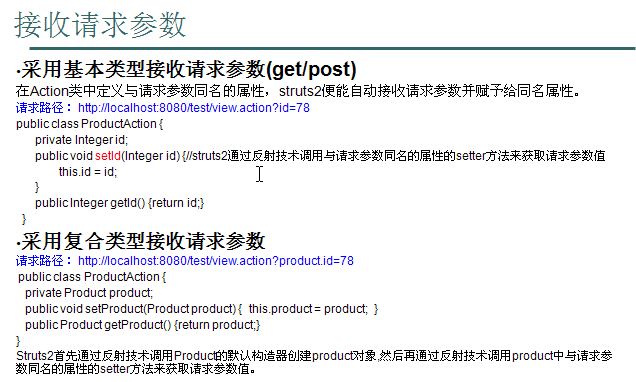 接收请求参数
·采用基本类型接收请求参数(get/post)
在Action类中定义与请求参数同名的属性，struts2便能自动接收请求参数并赋予给同名属性。
请求路径： http://localhost:8080/test/view.action?id=78
public class ProductAction {
private Integer id;
public void setId(Integer id) {//struts2通过反射技术调用与请求参数同名的属性的setter方法来获取请求参数值
this.id = id;
}
public Integer getId() {return id;}
}
·采用复合类型接收请求参数
请求路径： http://localhost:8080/test/view.action?product.id=78
public class ProductAction {
private Product product;
public void setProduct(Product product) { this.product = product; }
public Product getProduct() {return product;}
}
Struts2首先通过反射技术调用Product的默认构造器创建product对象,然后再通过反射技术调用product中与请求参
数同名的属性的setter方法来获取请求参数值。